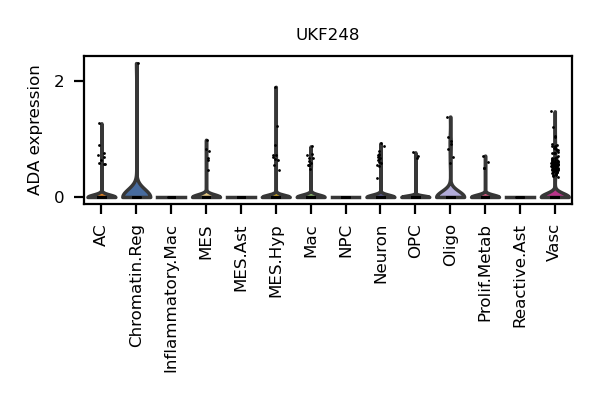 UKF248
ADA expression
2
0
AC
Chromatin.Reg
Inflammatory.Mac
MES
MES.Ast
MES.Hyp
Mac
NPC
Neuron
OPC
Oligo
Prolif.Metab
Reactive.Ast
Vasc